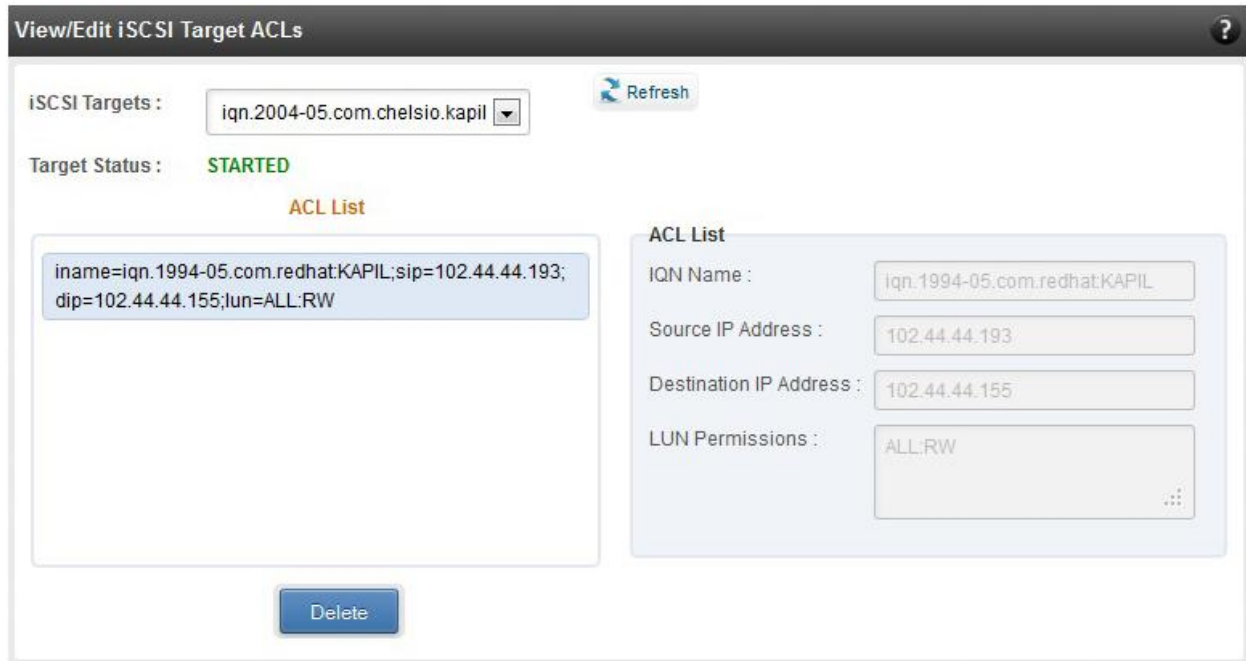 View/Edit iSCSI Target ACLs
?
iSCSI Targets :
iqn.2004-05.com.chelsio.kapil
Refresh
Target Status :
STARTED
ACL List
iname=iqn.1994-05.com.redhat:KAPIL;sip=102.44.44.193;
dip=102.44.44.155;lun=ALL:RW
ACL List
IQN Name :
iqn.1994-05.com.redhat:KAPIL
Source IP Address :
102.44.44.193
Destination IP Address :
102.44.44.155
LUN Permissions :
ALL:RW
Delete